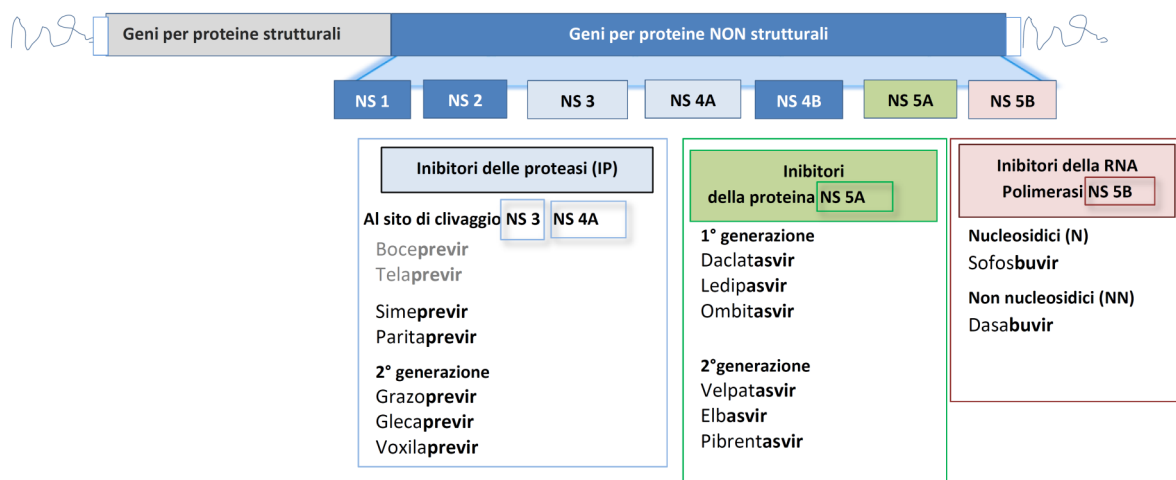 Geni per proteine strutturali
Geni per proteine NON strutturali
NS 1
NS 2
NS 3
NS 4A
NS 4B
NS 5A
NS 5B
Inibitori delle proteasi (IP)
Al sito di clivaggio NS 3 NS 4A
Boceprevir
Telaprevir
Simeprevir
Paritaprevir
2° generazione
Grazoprevir
Glecaprevir
Voxilaprevir
Inibitori
della proteina NS 5A
1° generazione
Daclatasvir
Ledipasvir
Ombitasvir
2°generazione
Velpatasvir
Elbasvir
Pibrentasvir
Inibitori della RNA
Polimerasi NS 5B
Nucleosidici (N)
Sofosbuvir
Non nucleosidici (NN)
Dasabuvir